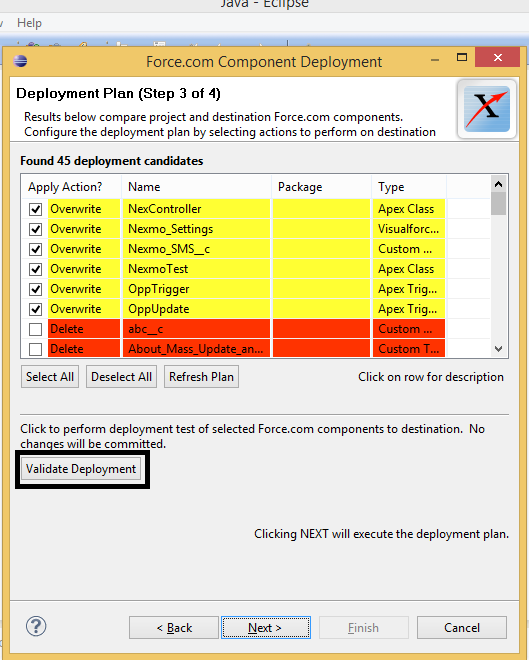 Java - Eclipse
Help
Force.com Component Deployment
Deployment Plan (Step 3 of 4)
Results below compare project and destination Force.com components.
Configure the deployment plan by selecting actions to perform on destination
X
Found 45 deployment candidates
Apply Action? Name Package Type
Overwrite NexController Apex Class
Overwrite Nexmo_Settings Visualforc...
Overwrite Nexmo_SMS__c Custom ...
Overwrite NexmoTest Apex Class
Overwrite OppTrigger Apex Trig...
Overwrite OppUpdate Apex Trig...
Delete abc__c Custom ...
Delete About_Mass_Update_an... Custom T...
Select All Deselect All Refresh Plan Click on row for description
Click to perform deployment test of selected Force.com components to destination. No
changes will be committed.
Validate Deployment
Clicking NEXT will execute the deployment plan.
? < Back Next > Finish Cancel